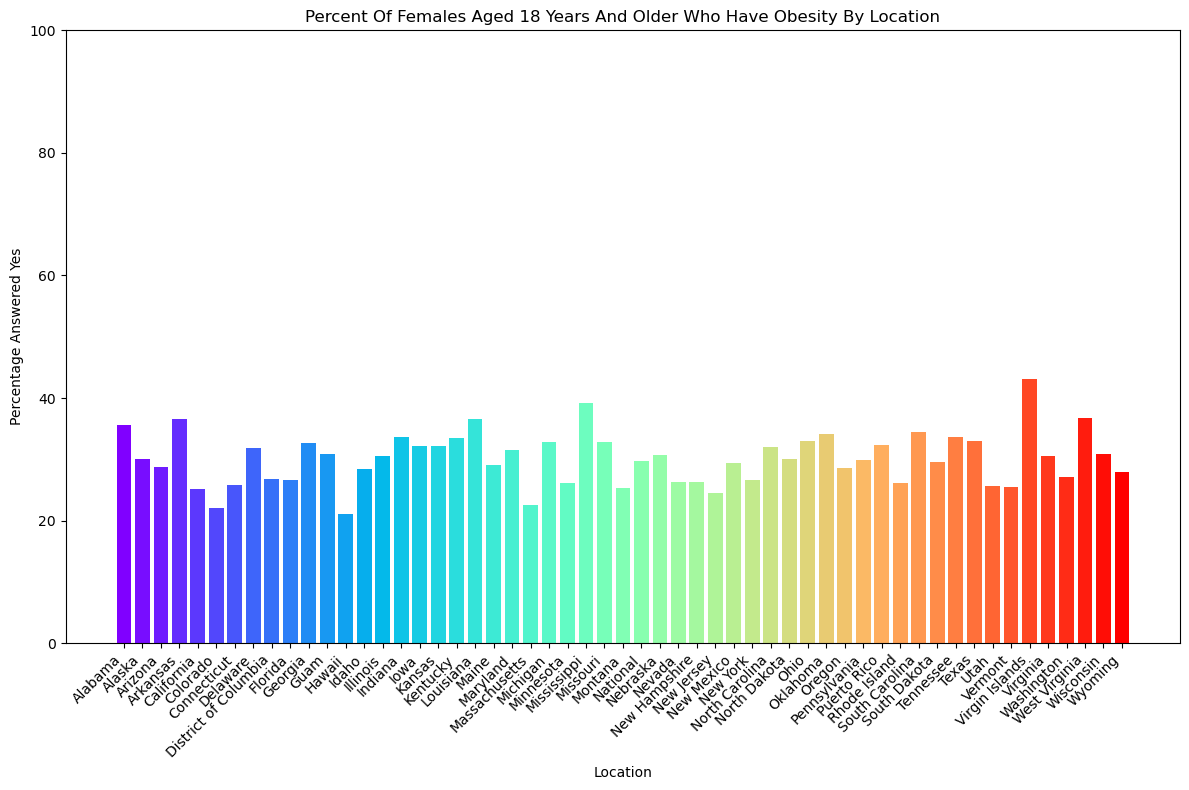 Percent Of Females Aged 18 Years And Older Who Have Obesity By Location
Percentage Answered Yes
100
80
60
40
20
0
Alabama
Alaska
Arizona
Arkansas
California
Colorado
Connecticut
Delaware
District of Columbia
Florida
Georgia
Guam
Hawaii
Idaho
Illinois
Indiana
Iowa
Kansas
Kentucky
Louisiana
Maine
Maryland
Massachusetts
Michigan
Minnesota
Mississippi
Missouri
Montana
National
Nebraska
Nevada
New Hampshire
New Jersey
New Mexico
New York
North Carolina
North Dakota
Ohio
Oklahoma
Oregon
Pennsylvania
Puerto Rico
Rhode Island
South Carolina
South Dakota
Tennessee
Texas
Utah
Vermont
Virgin Islands
Virginia
Washington
West Virginia
Wisconsin
Wyoming
Location